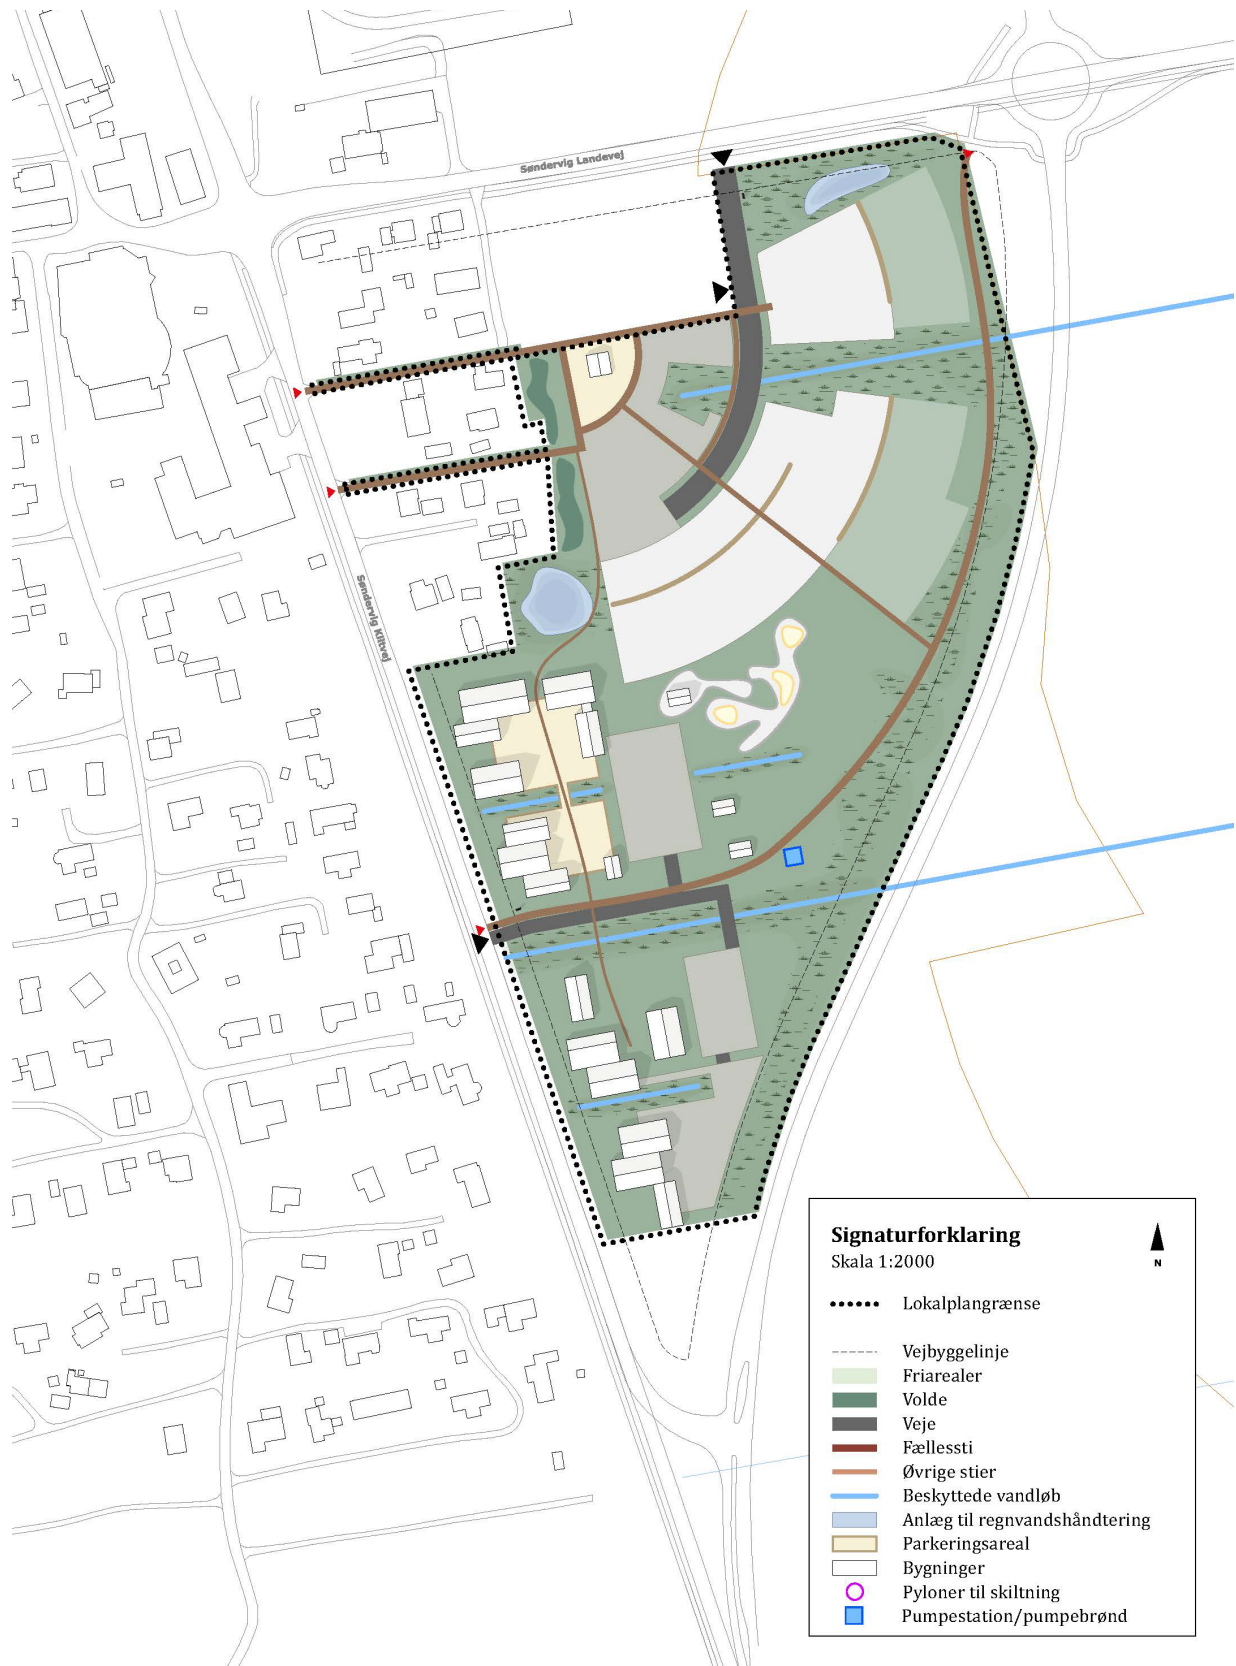 Søndervig Landevej
Søndervig Klitvej
Signaturforklaring
Skala 1:2000
N
Lokalplangrænse
Vejbyggelinje
Friarealer
Volde
Veje
Fællessti
Øvrige stier
Beskyttede vandløb
Anlæg til regnvandshåndtering
Parkeringsareal
Bygninger
Pyloner til skiltning
Pumpestation/pumpebrønd